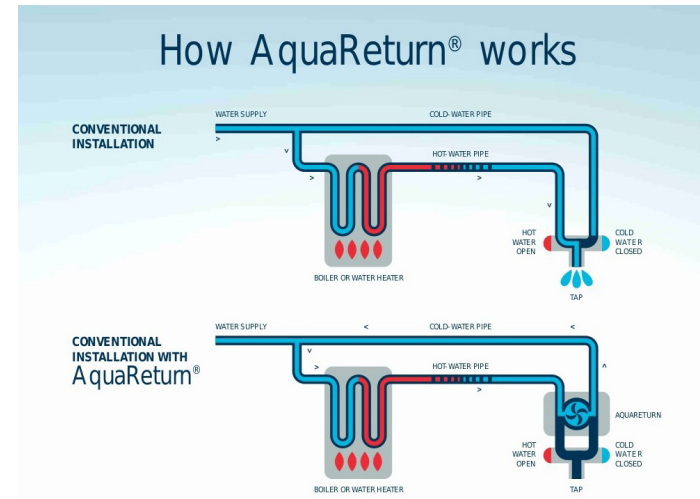 How AquaReturn® works
CONVENTIONAL
INSTALLATION
WATER SUPPLY
COLD-WATER PIPE
HOT-WATER PIPE
BOILER OR WATER HEATER
HOT
WATER
OPEN
COLD
WATER
CLOSED
TAP
CONVENTIONAL
INSTALLATION WITH
AquaReturn®
WATER SUPPLY
COLD-WATER PIPE
HOT-WATER PIPE
BOILER OR WATER HEATER
AQUARETURN
HOT
WATER
OPEN
COLD
WATER
CLOSED
TAP